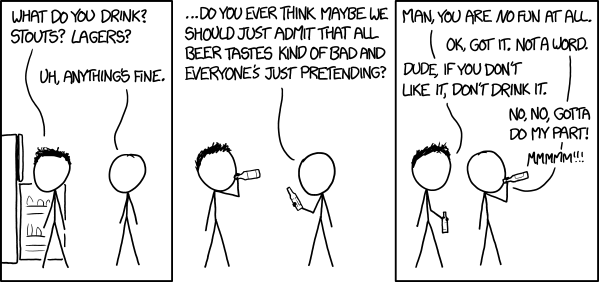 WHAT DO YOU DRINK?
STOUTS? LAGERS?
UH, ANYTHING'S FINE.
...DO YOU EVER THINK MAYBE WE
SHOULD JUST ADMIT THAT ALL
BEER TASTES KIND OF BAD AND
EVERYONE'S JUST PRETENDING?
MAN, YOU ARE NO FUN AT ALL.
OK, GOT IT. NOT A WORD.
DUDE, IF YOU DON'T
LIKE IT, DON'T DRINK IT.
NO, NO, GOTTA
DO MY PART!
MMMMM!!!